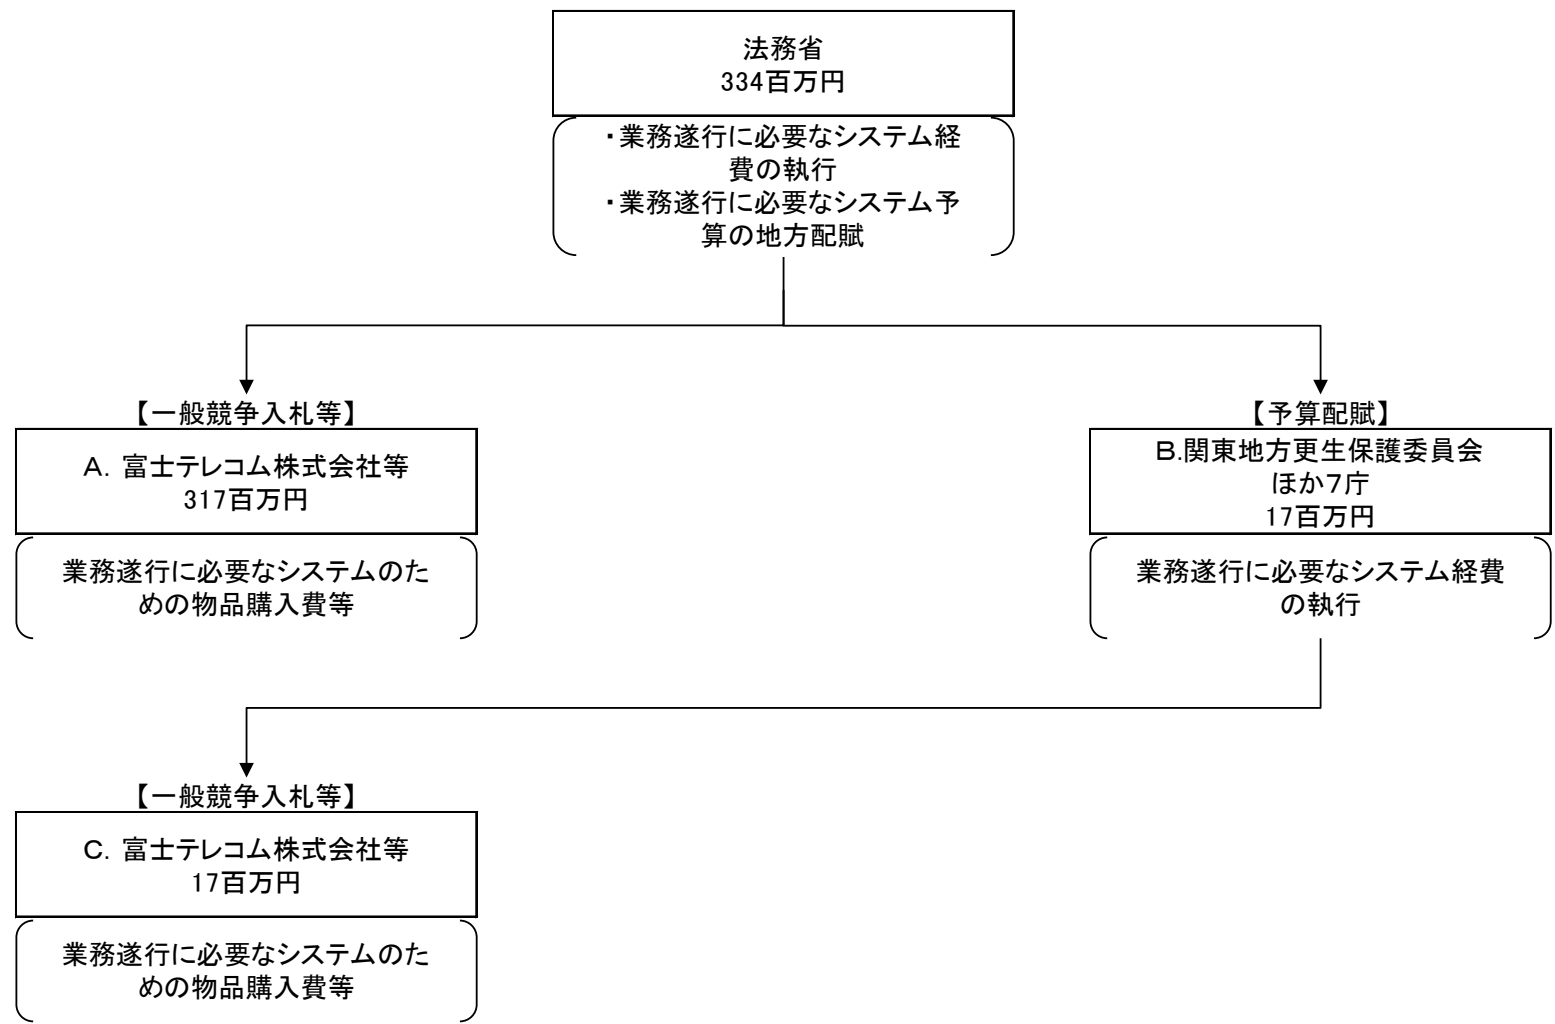 法務省
334百万円
・業務遂行に必要なシステム経
費の執行
・業務遂行に必要なシステム予
算の地方配賦
【一般競争入札等】
A．富士テレコム株式会社等
317百万円
業務遂行に必要なシステムのた
めの物品購入費等
【予算配賦】
B.関東地方更生保護委員会
ほか７庁
17百万円
業務遂行に必要なシステム経費
の執行
【一般競争入札等】
C．富士テレコム株式会社等
17百万円
業務遂行に必要なシステムのた
めの物品購入費等